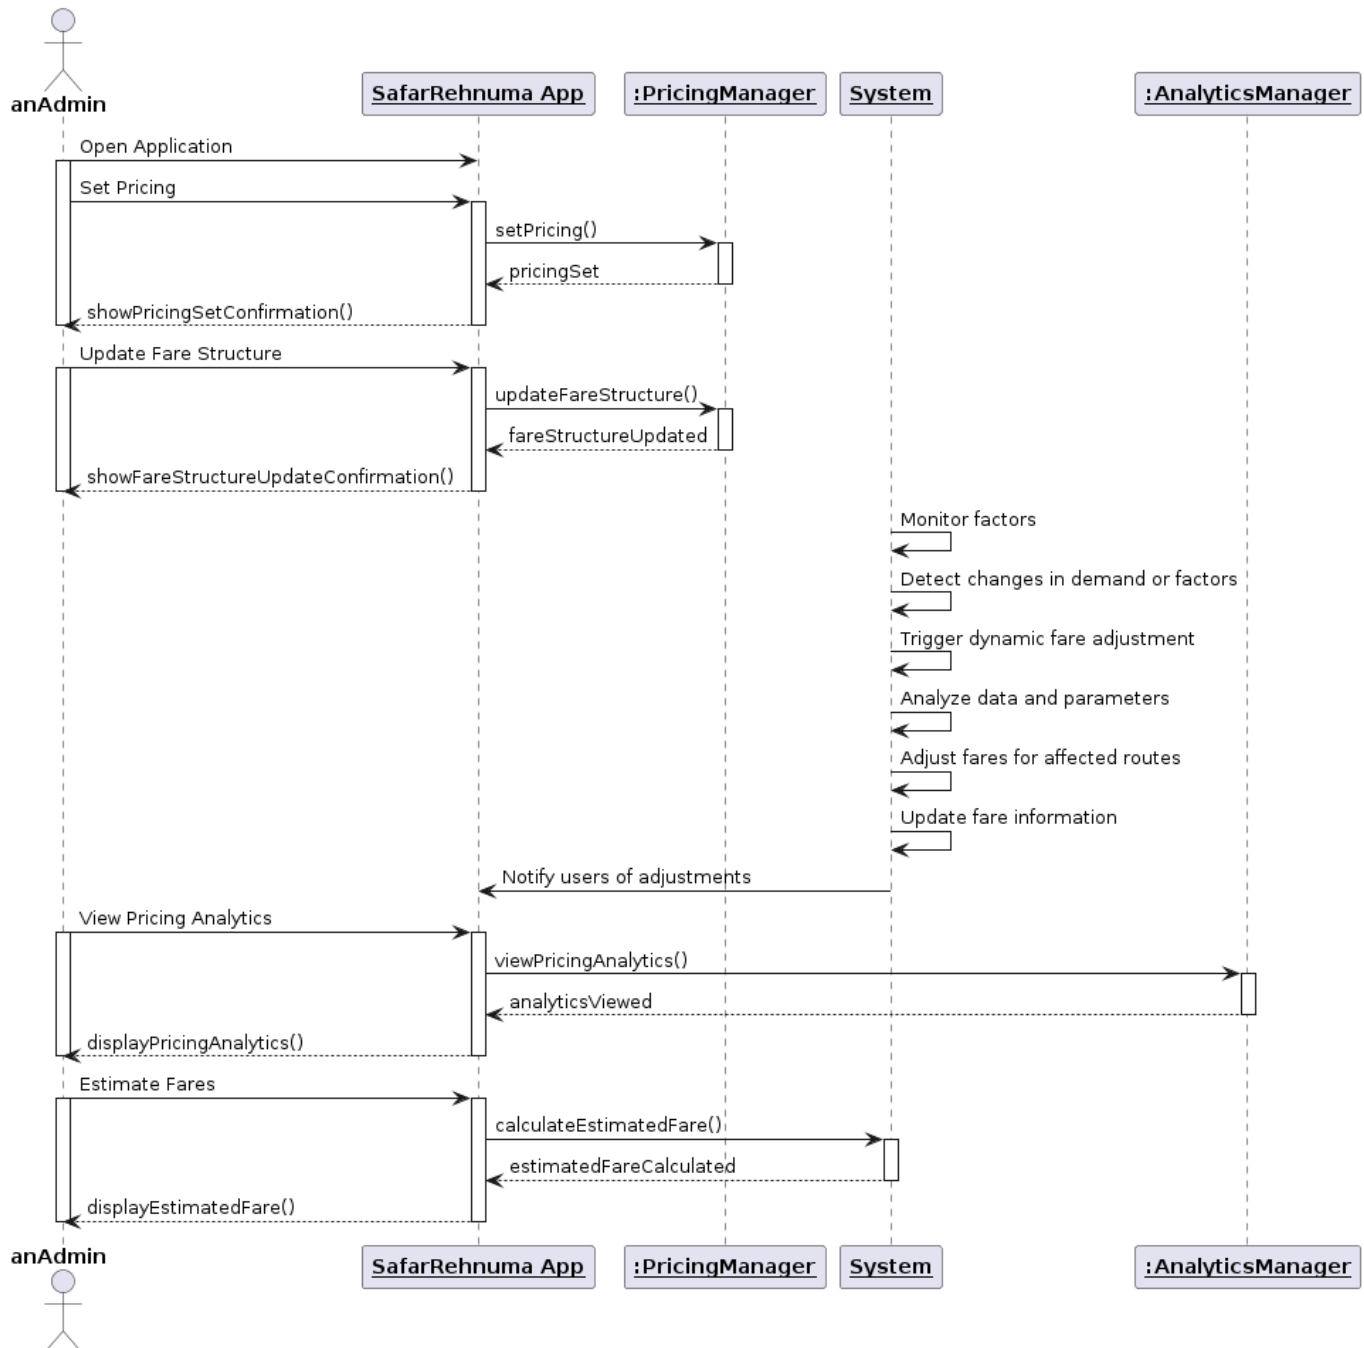 anAdmin
SafarRehnuma App
:PricingManager
System
:AnalyticsManager
Open Application
Set Pricing
setPricing()
pricingSet
showPricingSetConfirmation()
Update Fare Structure
updateFareStructure()
fareStructureUpdated
showFareStructureUpdateConfirmation()
Monitor factors
Detect changes in demand or factors
Trigger dynamic fare adjustment
Analyze data and parameters
Adjust fares for affected routes
Update fare information
Notify users of adjustments
View Pricing Analytics
viewPricingAnalytics()
analyticsViewed
displayPricingAnalytics()
Estimate Fares
calculateEstimatedFare()
estimatedFareCalculated
displayEstimatedFare()
anAdmin
SafarRehnuma App
:PricingManager
System
:AnalyticsManager